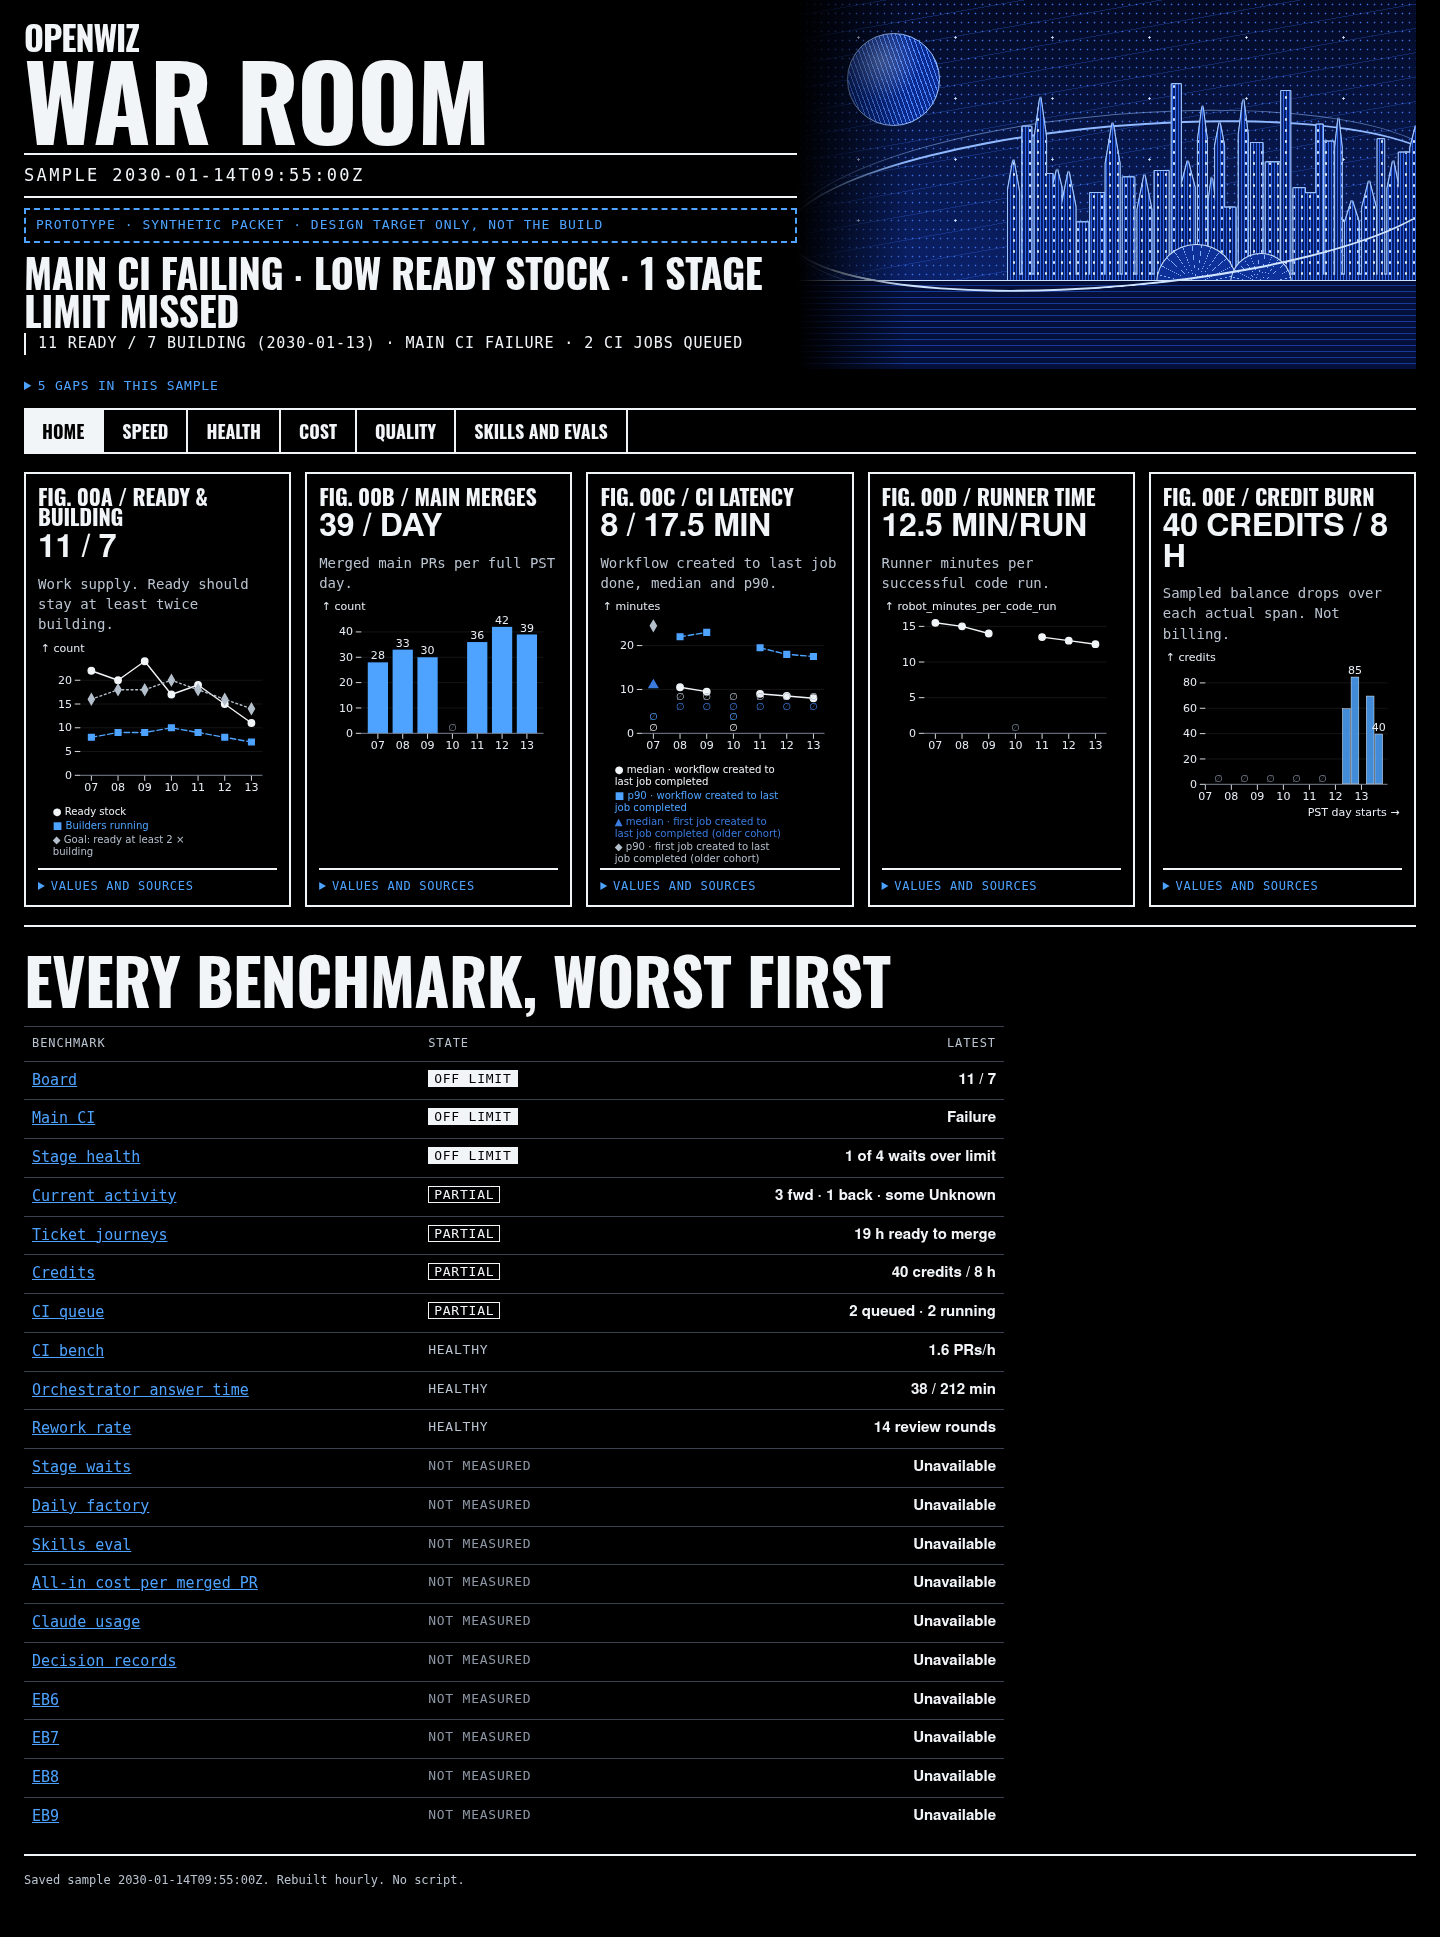 OPENWIZ
WAR ROOM
SAMPLE 2030-01-14T09:55:00Z
PROTOTYPE · SYNTHETIC PACKET · DESIGN TARGET ONLY, NOT THE BUILD
MAIN CI FAILING · LOW READY STOCK · 1 STAGE
LIMIT MISSED
11 READY / 7 BUILDING (2030-01-13) · MAIN CI FAILURE · 2 CI JOBS QUEUED
▶ 5 GAPS IN THIS SAMPLE
HOME SPEED HEALTH COST QUALITY SKILLS AND EVALS
FIG. 00A / READY &
BUILDING
11 / 7
Work supply. Ready should
stay at least twice
building.
↑ count
20
15
10
5
0
07 08 09 10 11 12 13
● Ready stock
■ Builders running
◆ Goal: ready at least 2 ×
building
▶ VALUES AND SOURCES
FIG. 00B / MAIN MERGES
39 / DAY
Merged main PRs per full PST
day.
↑ count
40
30
20
10
0
28 33 30 ∅ 36 42 39
07 08 09 10 11 12 13
▶ VALUES AND SOURCES
FIG. 00C / CI LATENCY
8 / 17.5 MIN
Workflow created to last job
done, median and p90.
↑ minutes
20
10
0
∅ ∅ ∅ ∅ ∅ ∅
∅ ∅ ∅ ∅ ∅ ∅
∅ ∅
∅ ∅
07 08 09 10 11 12 13
● median · workflow created to
last job completed
■ p90 · workflow created to last
job completed
▲ median · first job created to
last job completed (older cohort)
◆ p90 · first job created to last
job completed (older cohort)
▶ VALUES AND SOURCES
FIG. 00D / RUNNER TIME
12.5 MIN/RUN
Runner minutes per
successful code run.
↑ robot_minutes_per_code_run
15
10
5
0
∅
07 08 09 10 11 12 13
▶ VALUES AND SOURCES
FIG. 00E / CREDIT BURN
40 CREDITS / 8
H
Sampled balance drops over
each actual span. Not
billing.
↑ credits
80
60
40
20
0
85
40
∅ ∅ ∅ ∅ ∅
07 08 09 10 11 12 13
PST day starts →
▶ VALUES AND SOURCES
EVERY BENCHMARK, WORST FIRST
BENCHMARK STATE LATEST
Board OFF LIMIT 11 / 7
Main CI OFF LIMIT Failure
Stage health OFF LIMIT 1 of 4 waits over limit
Current activity PARTIAL 3 fwd · 1 back · some Unknown
Ticket journeys PARTIAL 19 h ready to merge
Credits PARTIAL 40 credits / 8 h
CI queue PARTIAL 2 queued · 2 running
CI bench HEALTHY 1.6 PRs/h
Orchestrator answer time HEALTHY 38 / 212 min
Rework rate HEALTHY 14 review rounds
Stage waits NOT MEASURED Unavailable
Daily factory NOT MEASURED Unavailable
Skills eval NOT MEASURED Unavailable
All-in cost per merged PR NOT MEASURED Unavailable
Claude usage NOT MEASURED Unavailable
Decision records NOT MEASURED Unavailable
EB6 NOT MEASURED Unavailable
EB7 NOT MEASURED Unavailable
EB8 NOT MEASURED Unavailable
EB9 NOT MEASURED Unavailable
Saved sample 2030-01-14T09:55:00Z. Rebuilt hourly. No script.